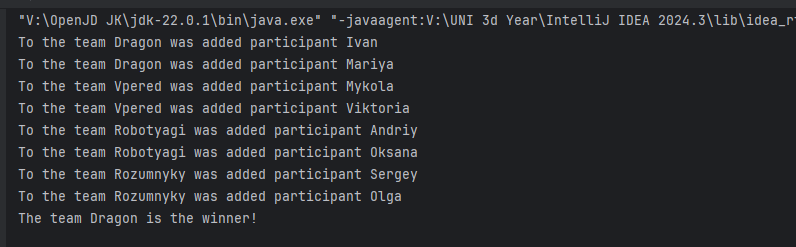 "V:\OpenJD JK\jdk-22.0.1\bin\java.exe" "-javaagent:V:\UNI 3d Year\IntelliJ IDEA 2024.3\lib\idea_r
To the team Dragon was added participant Ivan
To the team Dragon was added participant Mariya
To the team Vpered was added participant Mykola
To the team Vpered was added participant Viktoria
To the team Robotyagi was added participant Andriy
To the team Robotyagi was added participant Oksana
To the team Rozumnyky was added participant Sergey
To the team Rozumnyky was added participant Olga
The team Dragon is the winner!